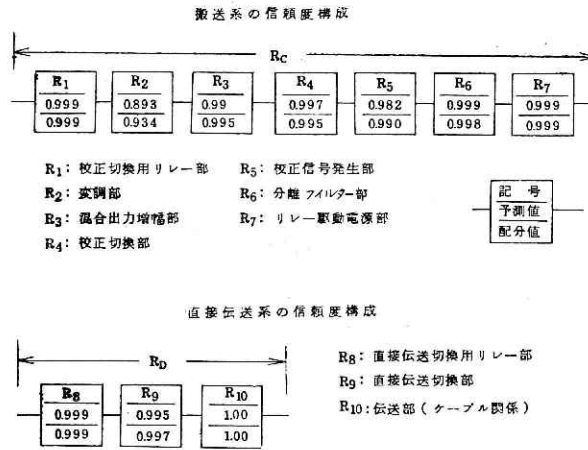 搬送系の信頼度構成
RC
R1 R2 R3 R4 R5 R6 R7
0.999 0.893 0.99 0.997 0.982 0.999 0.999
0.999 0.934 0.995 0.995 0.990 0.998 0.999
R1: 校正切換用リレー部 R5: 校正信号発生部
R2: 変調部 R6: 分離フィルター部
R3: 混合出力増幅部 R7: リレー駆動電源部
R4: 校正切換部
記号
予測値
配分値
直接伝送系の信頼度構成
RD
R8 R9 R10
0.999 0.995 1.00
0.999 0.997 1.00
R8: 直接伝送切換用リレー部
R9: 直接伝送切換部
R10: 伝送部(ケーブル関係)